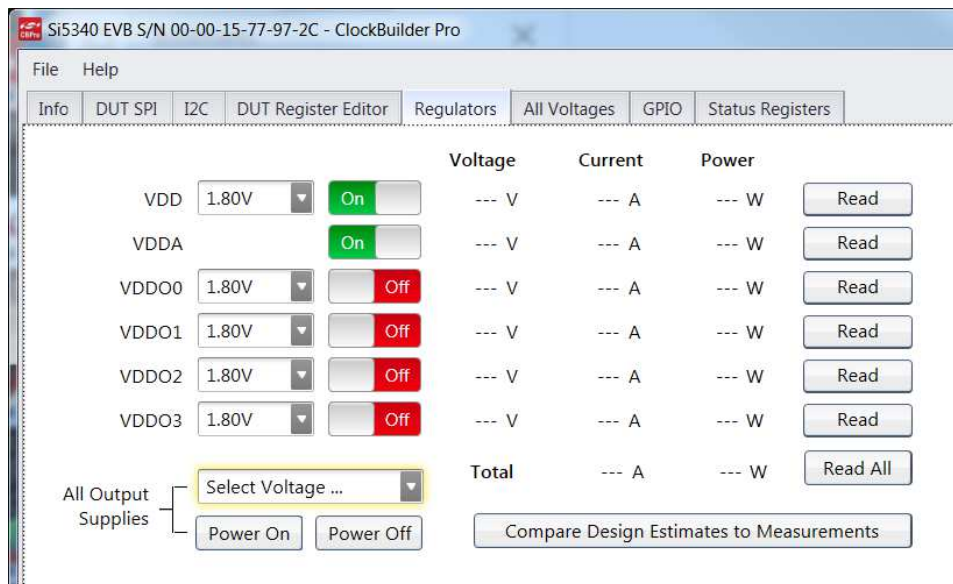 CBPro Si5340 EVB S/N 00-00-15-77-97-2C - ClockBuilder Pro
File Help
Info DUT SPI I2C DUT Register Editor Regulators All Voltages GPIO Status Registers
Voltage Current Power
VDD 1.80V On --- V --- A --- W Read
VDDA On --- V --- A --- W Read
VDDO0 1.80V Off --- V --- A --- W Read
VDDO1 1.80V Off --- V --- A --- W Read
VDDO2 1.80V Off --- V --- A --- W Read
VDDO3 1.80V Off --- V --- A --- W Read
Total --- A --- W Read All
All Output
Supplies
Select Voltage ...
Power On Power Off
Compare Design Estimates to Measurements